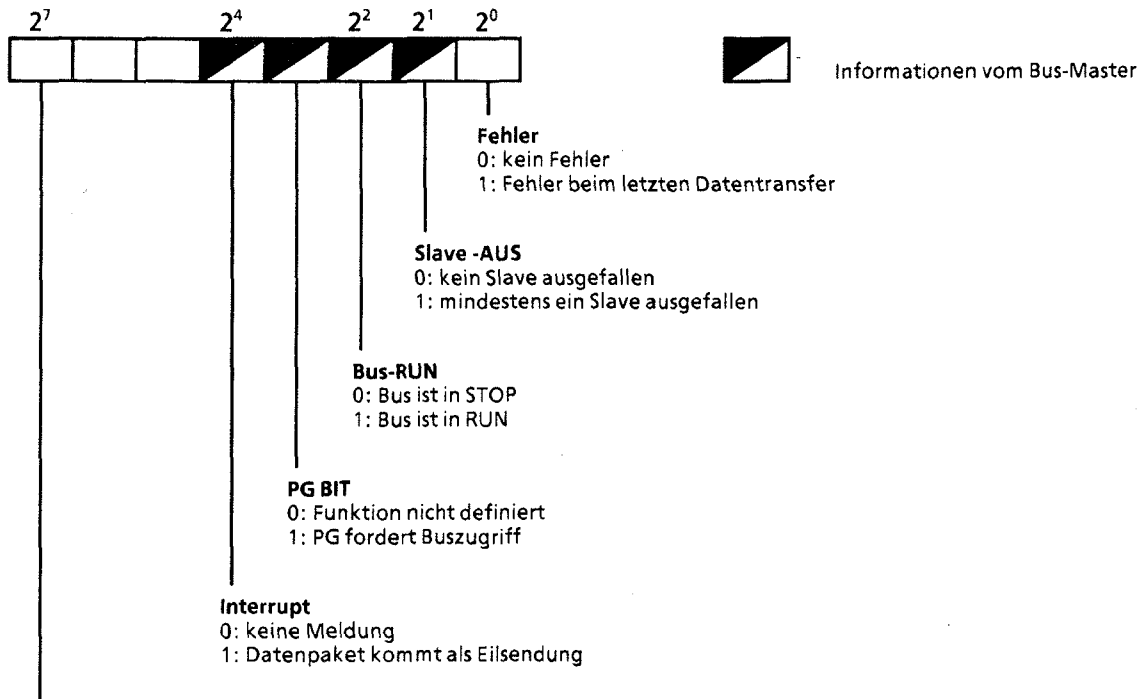 2⁷ 2⁴ 2² 2¹ 2⁰
Informationen vom Bus-Master
Fehler
0: kein Fehler
1: Fehler beim letzten Datentransfer
Slave -AUS
0: kein Slave ausgefallen
1: mindestens ein Slave ausgefallen
Bus-RUN
0: Bus ist in STOP
1: Bus ist in RUN
PG BIT
0: Funktion nicht definiert
1: PG fordert Buszugriff
Interrupt
0: keine Meldung
1: Datenpaket kommt als Eilsendung